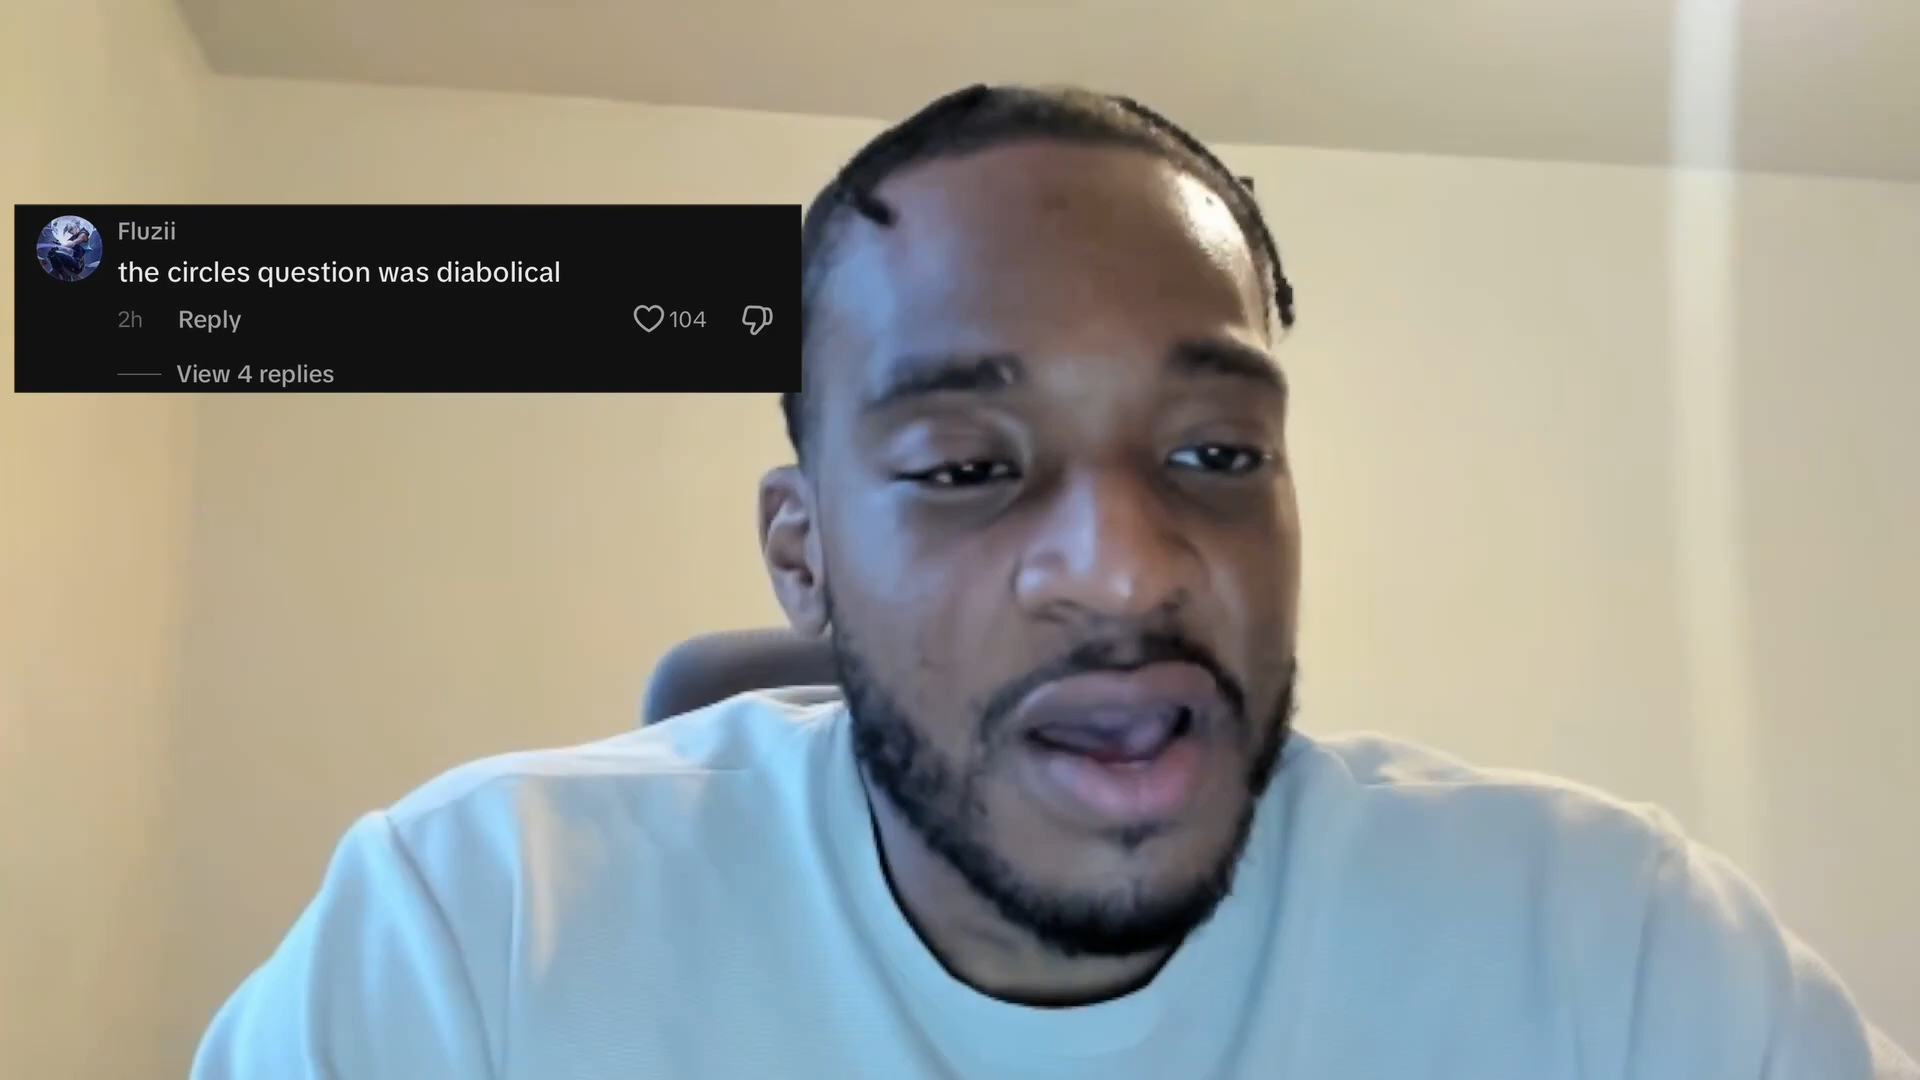 Fluzii
the circles question was diabolical
2h Reply 104
View 4 replies